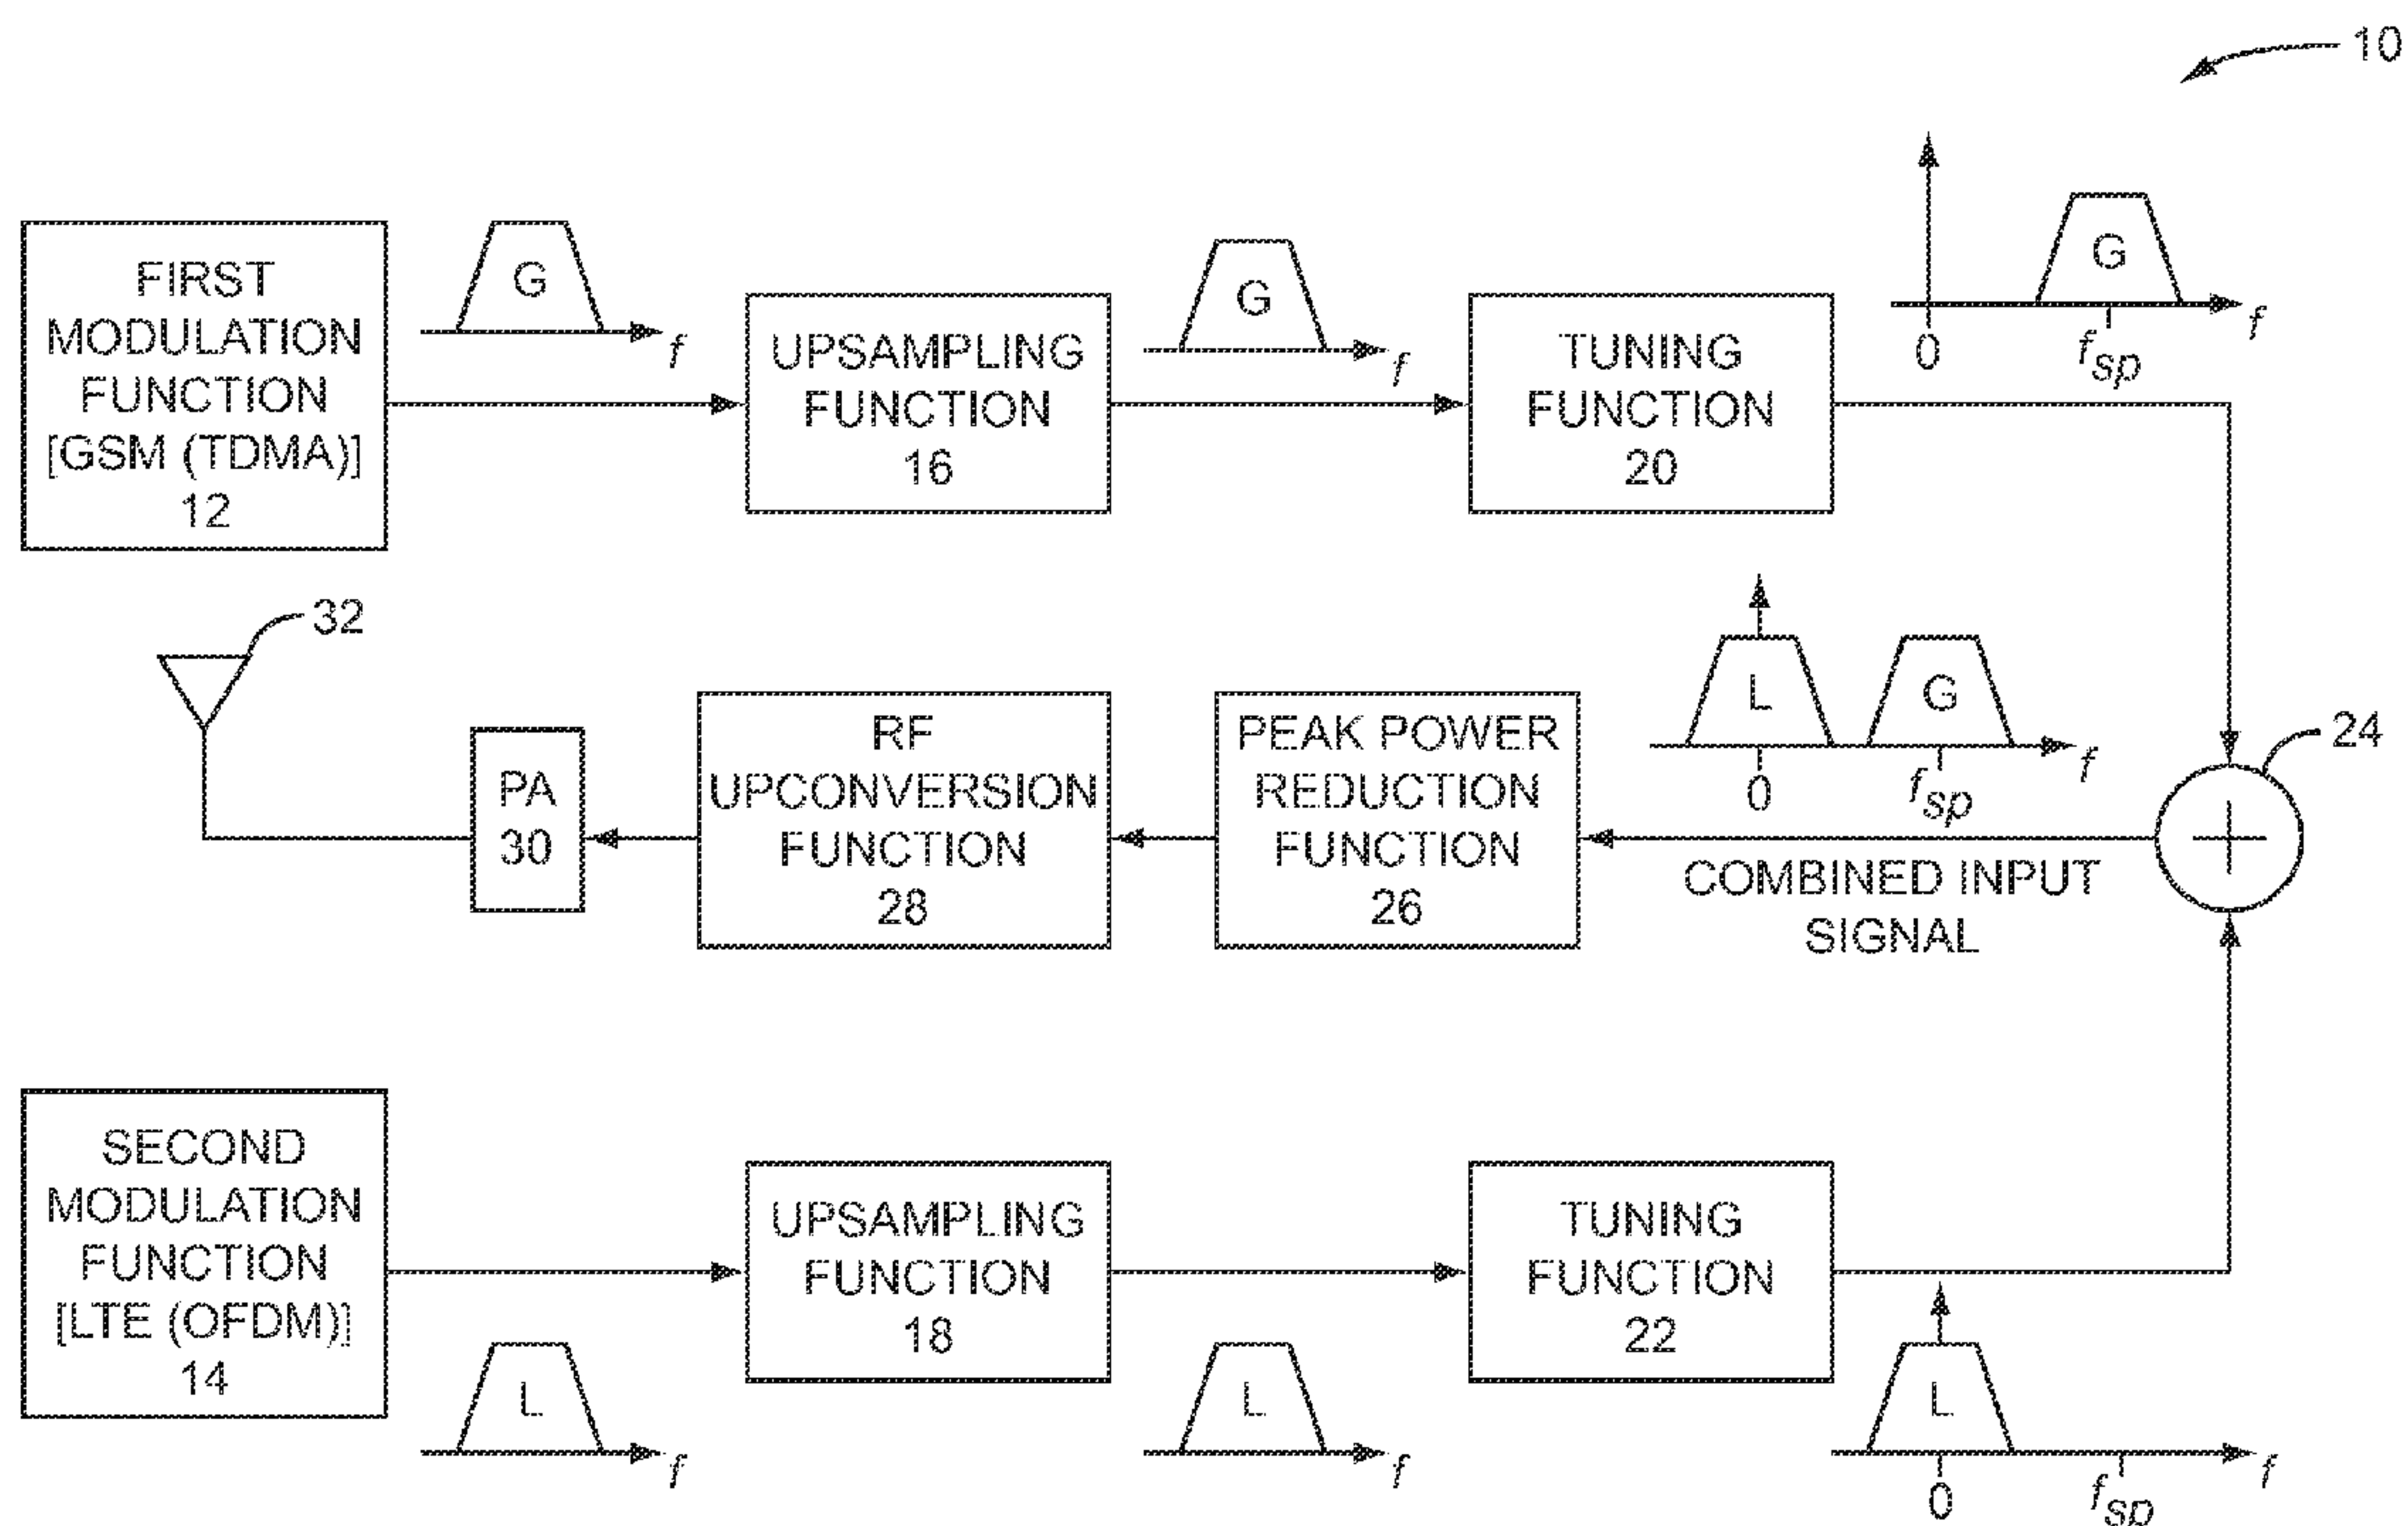 10
FIRST
MODULATION
FUNCTION
[GSM (TDMA)]
12
G
f
UPSAMPLING
FUNCTION
16
G
f
TUNING
FUNCTION
20
G
0
fsp
f
32
PA
30
RF
UPCONVERSION
FUNCTION
28
PEAK POWER
REDUCTION
FUNCTION
26
L
G
0
fsp
f
COMBINED INPUT
SIGNAL
24
SECOND
MODULATION
FUNCTION
[LTE (OFDM)]
14
L
f
UPSAMPLING
FUNCTION
18
L
f
TUNING
FUNCTION
22
L
0
fsp
f